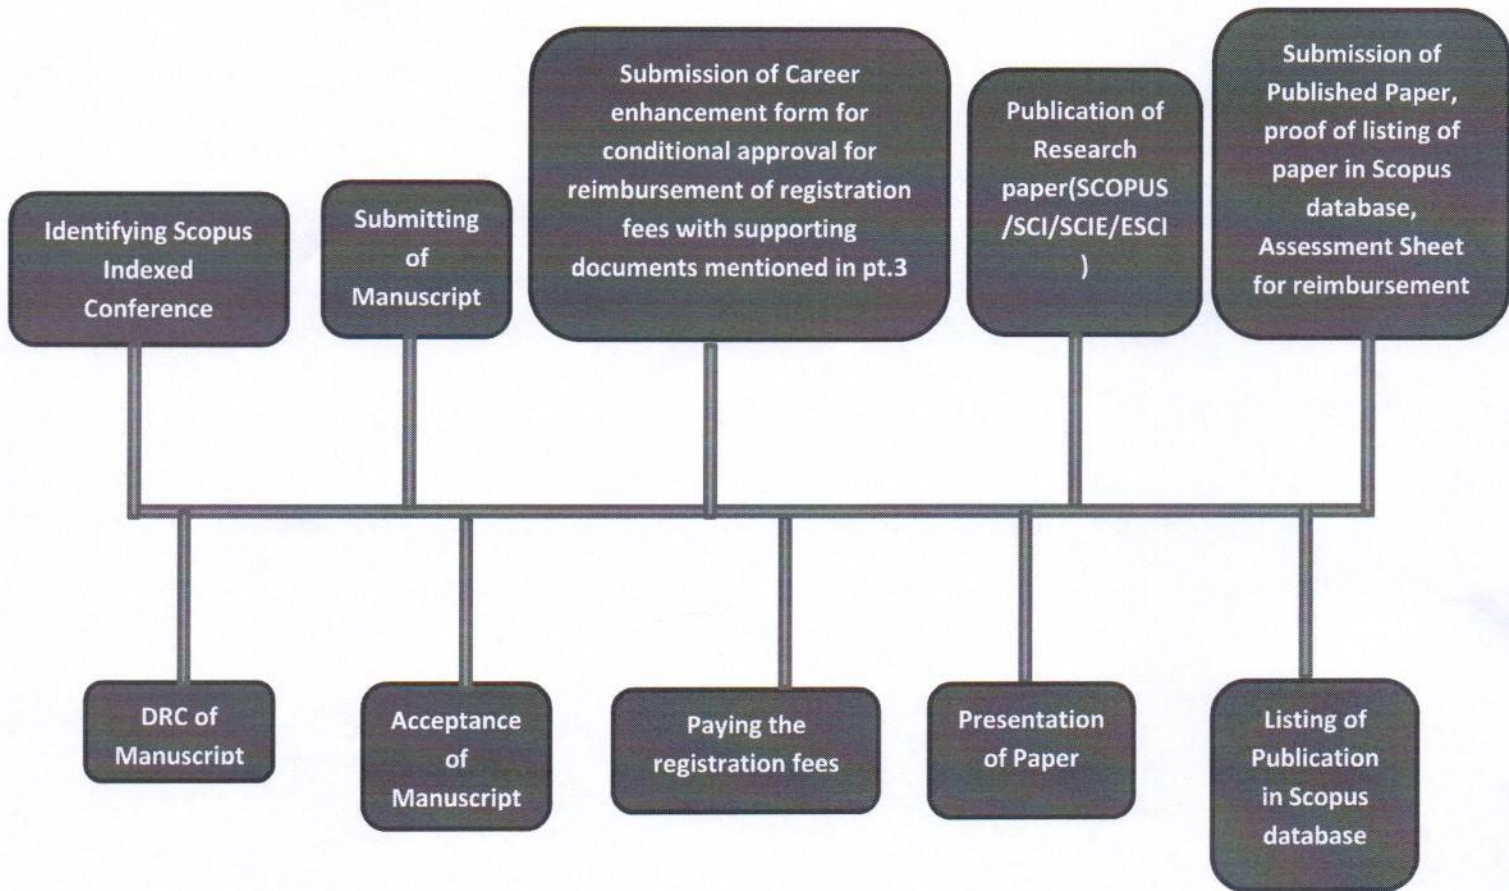 Identifying Scopus
Indexed
Conference
Submitting
of
Manuscript
Submission of Career
enhancement form for
conditional approval for
reimbursement of registration
fees with supporting
documents mentioned in pt.3
Publication of
Research
paper(SCOPUS
/SCI/SCIE/ESCI
)
Submission of
Published Paper,
proof of listing of
paper in Scopus
database,
Assessment Sheet
for reimbursement
DRC of
Manuscript
Acceptance
of
Manuscript
Paying the
registration fees
Presentation
of Paper
Listing of
Publication
in Scopus
database